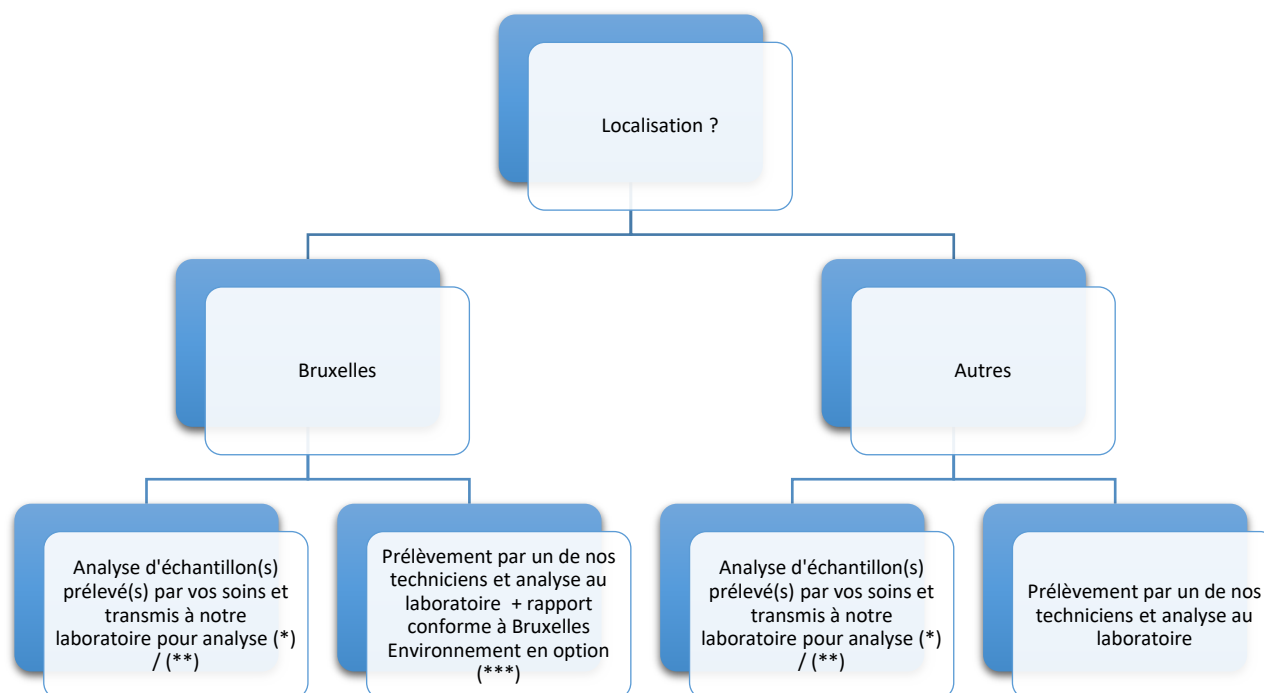 Localisation ?
Bruxelles
Autres
Analyse d'échantillon(s)
prélevé(s) par vos soins et
transmis à notre
laboratoire pour analyse (*)
/ (**)
Prélèvement par un de nos
techniciens et analyse au
laboratoire + rapport
conforme à Bruxelles
Environnement en option
(***)
Analyse d'échantillon(s)
prélevé(s) par vos soins et
transmis à notre
laboratoire pour analyse (*)
/ (**)
Prélèvement par un de nos
techniciens et analyse au
laboratoire